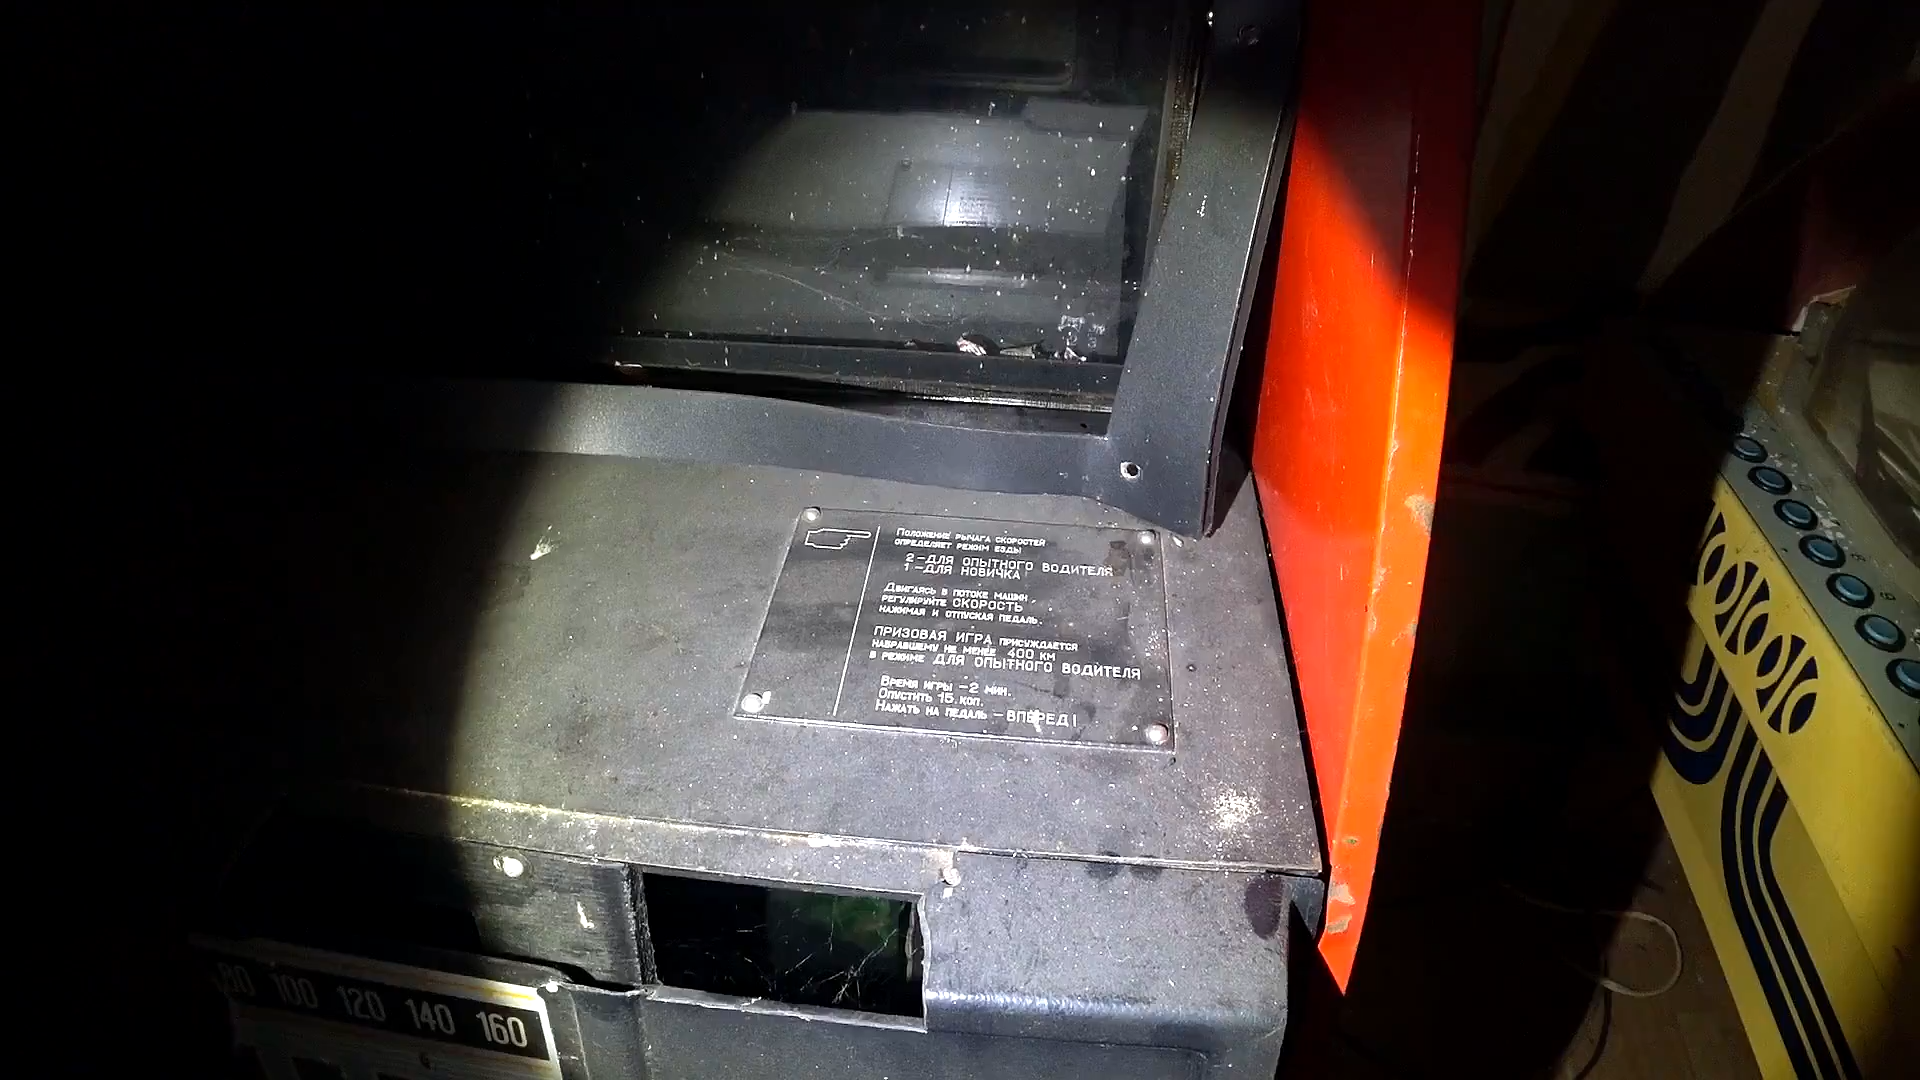 Положение рычага скоростей
определяет режим езды
2 – для опытного водителя
1 – для новичка
Двигаясь в потоке машин,
регулируйте СКОРОСТЬ
нажимая и отпуская педаль.
ПРИЗОВАЯ ИГРА присуждается
набравшему не менее 400 км
в режиме ДЛЯ ОПЫТНОГО ВОДИТЕЛЯ
Время игры – 2 мин.
Опустить 15 коп.
Нажать на педаль – ВПЕРЕД!
80 100 120 140 160